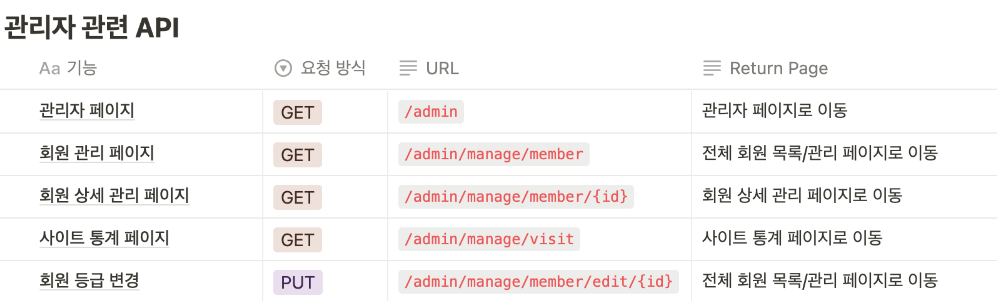 관리자 관련 API
Aa 기능 요청 방식 URL Return Page
관리자 페이지 GET /admin 관리자 페이지로 이동
회원 관리 페이지 GET /admin/manage/member 전체 회원 목록/관리 페이지로 이동
회원 상세 관리 페이지 GET /admin/manage/member/{id} 회원 상세 관리 페이지로 이동
사이트 통계 페이지 GET /admin/manage/visit 사이트 통계 페이지로 이동
회원 등급 변경 PUT /admin/manage/member/edit/{id} 전체 회원 목록/관리 페이지로 이동